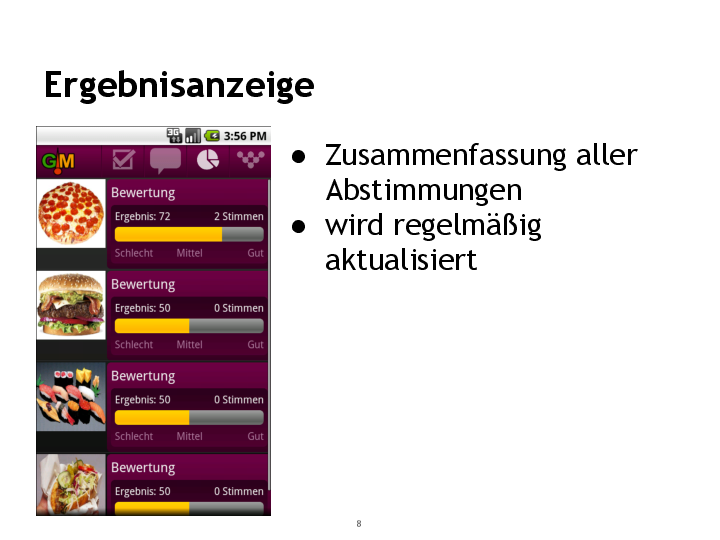 Ergebnisanzeige
3G
3:56 PM
G!M
Bewertung
Ergebnis: 72 2 Stimmen
Schlecht Mittel Gut
Bewertung
Ergebnis: 50 0 Stimmen
Schlecht Mittel Gut
Bewertung
Ergebnis: 50 0 Stimmen
Schlecht Mittel Gut
Bewertung
Ergebnis: 50 0 Stimmen
● Zusammenfassung aller
Abstimmungen
● wird regelmäßig
aktualisiert
8